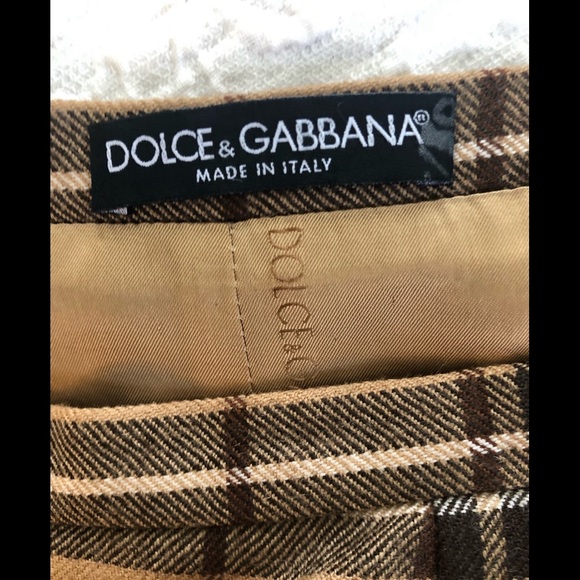 DOLCE & GABBANA®
MADE IN ITALY
DOLCE & G